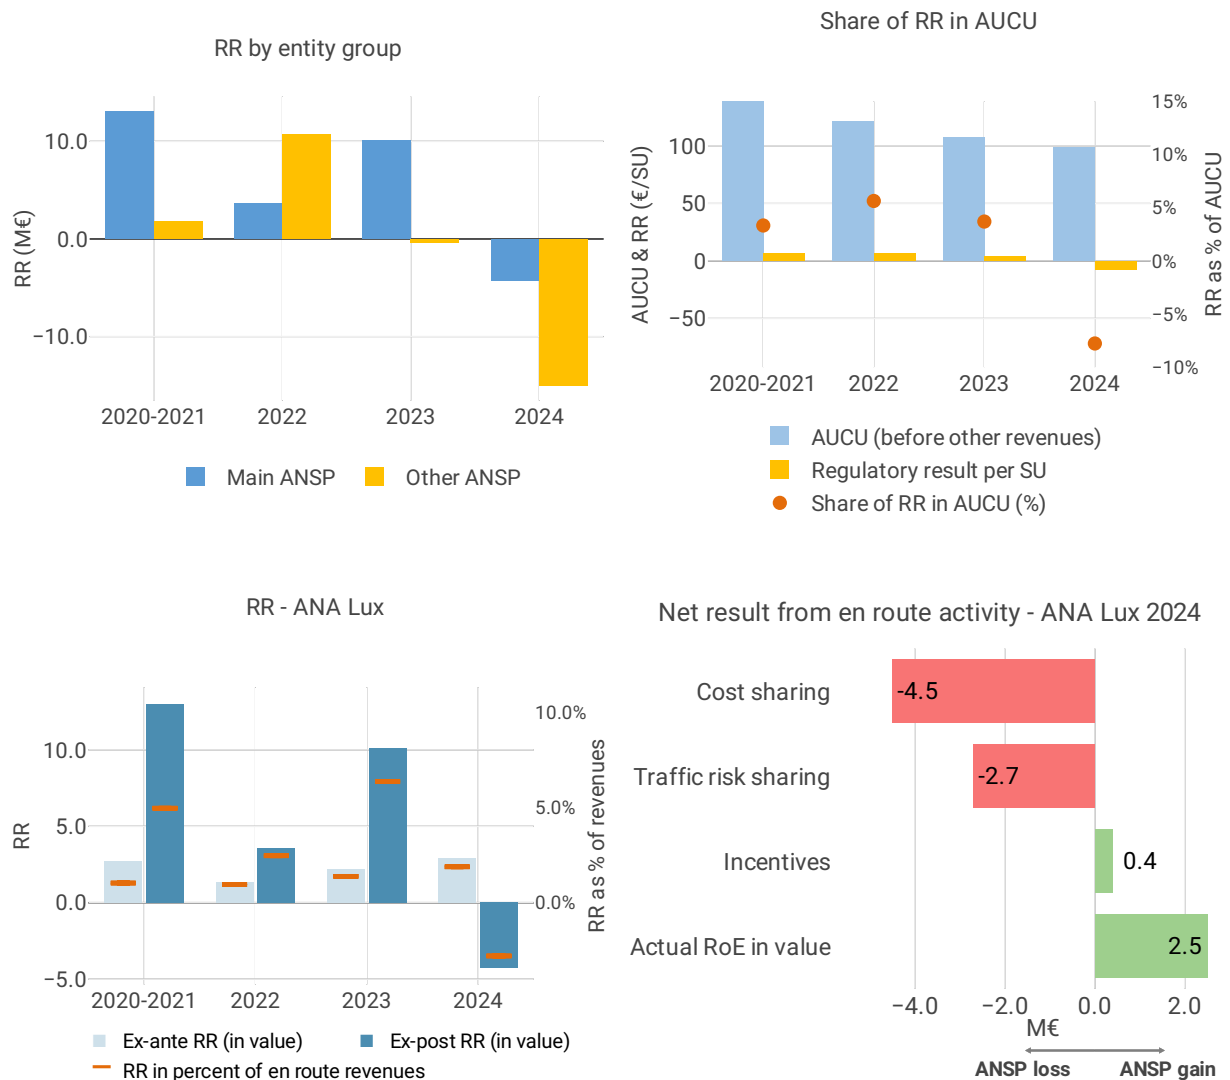 RR by entity group
RR (M€)
10.0
0.0
−10.0
2020-2021
2022
2023
2024
Main ANSP
Other ANSP
Share of RR in AUCU
AUCU & RR (€/SU)
100
50
0
−50
15%
10%
5%
0%
−5%
−10%
RR as % of AUCU
2020-2021
2022
2023
2024
AUCU (before other revenues)
Regulatory result per SU
Share of RR in AUCU (%)
RR - ANA Lux
RR
10.0
5.0
0.0
−5.0
10.0%
5.0%
0.0%
RR as % of revenues
2020-2021
2022
2023
2024
Ex-ante RR (in value)
Ex-post RR (in value)
RR in percent of en route revenues
Net result from en route activity - ANA Lux 2024
Cost sharing
-4.5
Traffic risk sharing
-2.7
Incentives
0.4
Actual RoE in value
2.5
−4.0
−2.0
0.0
2.0
M€
ANSP loss
ANSP gain